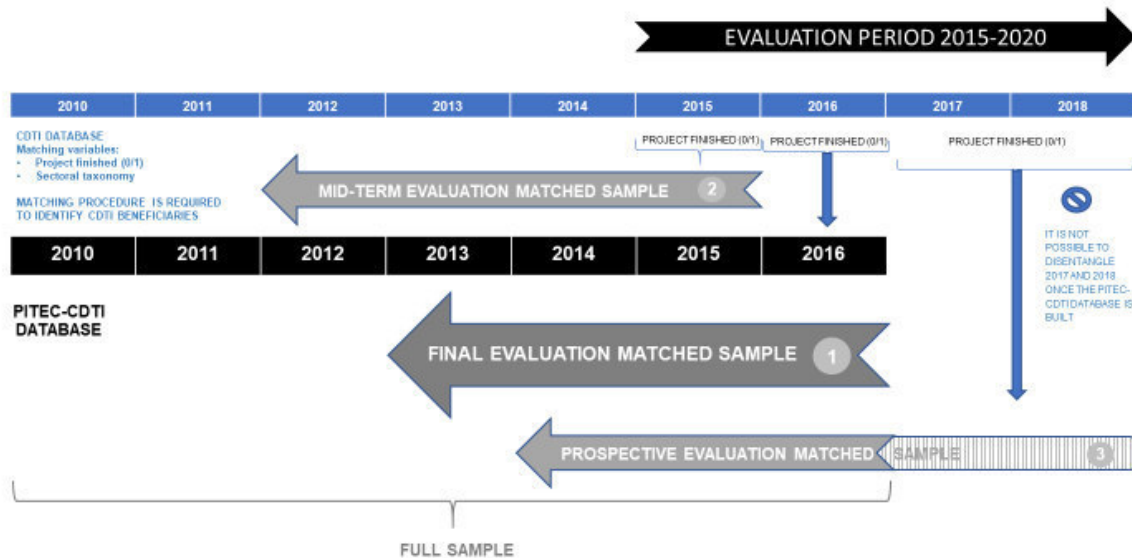 EVALUATION PERIOD 2015-2020
2010 2011 2012 2013 2014 2015 2016 2017 2018
CDTI DATABASE
Matching variables:
• Project finished (0/1)
• Sectoral taxonomy
MATCHING PROCEDURE IS REQUIRED
TO IDENTIFY CDTI BENEFICIARIES
PROJECT FINISHED (0/1) PROJECT FINISHED (0/1) PROJECT FINISHED (0/1)
MID-TERM EVALUATION MATCHED SAMPLE 2
IT IS NOT
POSSIBLE TO
DISENTANGLE
2017 AND 2018
ONCE THE PITEC-
CDTI DATABASE IS
BUILT
2010 2011 2012 2013 2014 2015 2016
PITEC-CDTI
DATABASE
FINAL EVALUATION MATCHED SAMPLE 1
PROSPECTIVE EVALUATION MATCHED SAMPLE 3
FULL SAMPLE